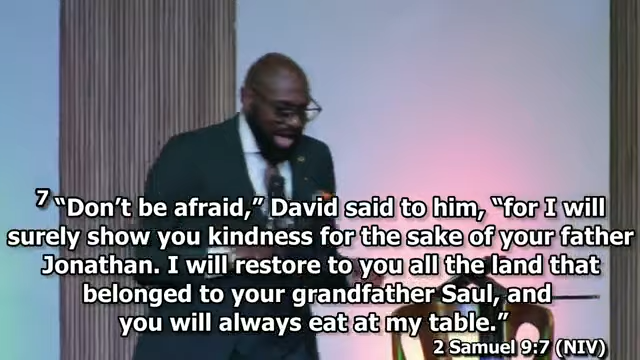 7 “Don’t be afraid,” David said to him, “for I will
surely show you kindness for the sake of your father
Jonathan. I will restore to you all the land that
belonged to your grandfather Saul, and
you will always eat at my table.”
2 Samuel 9:7 (NIV)